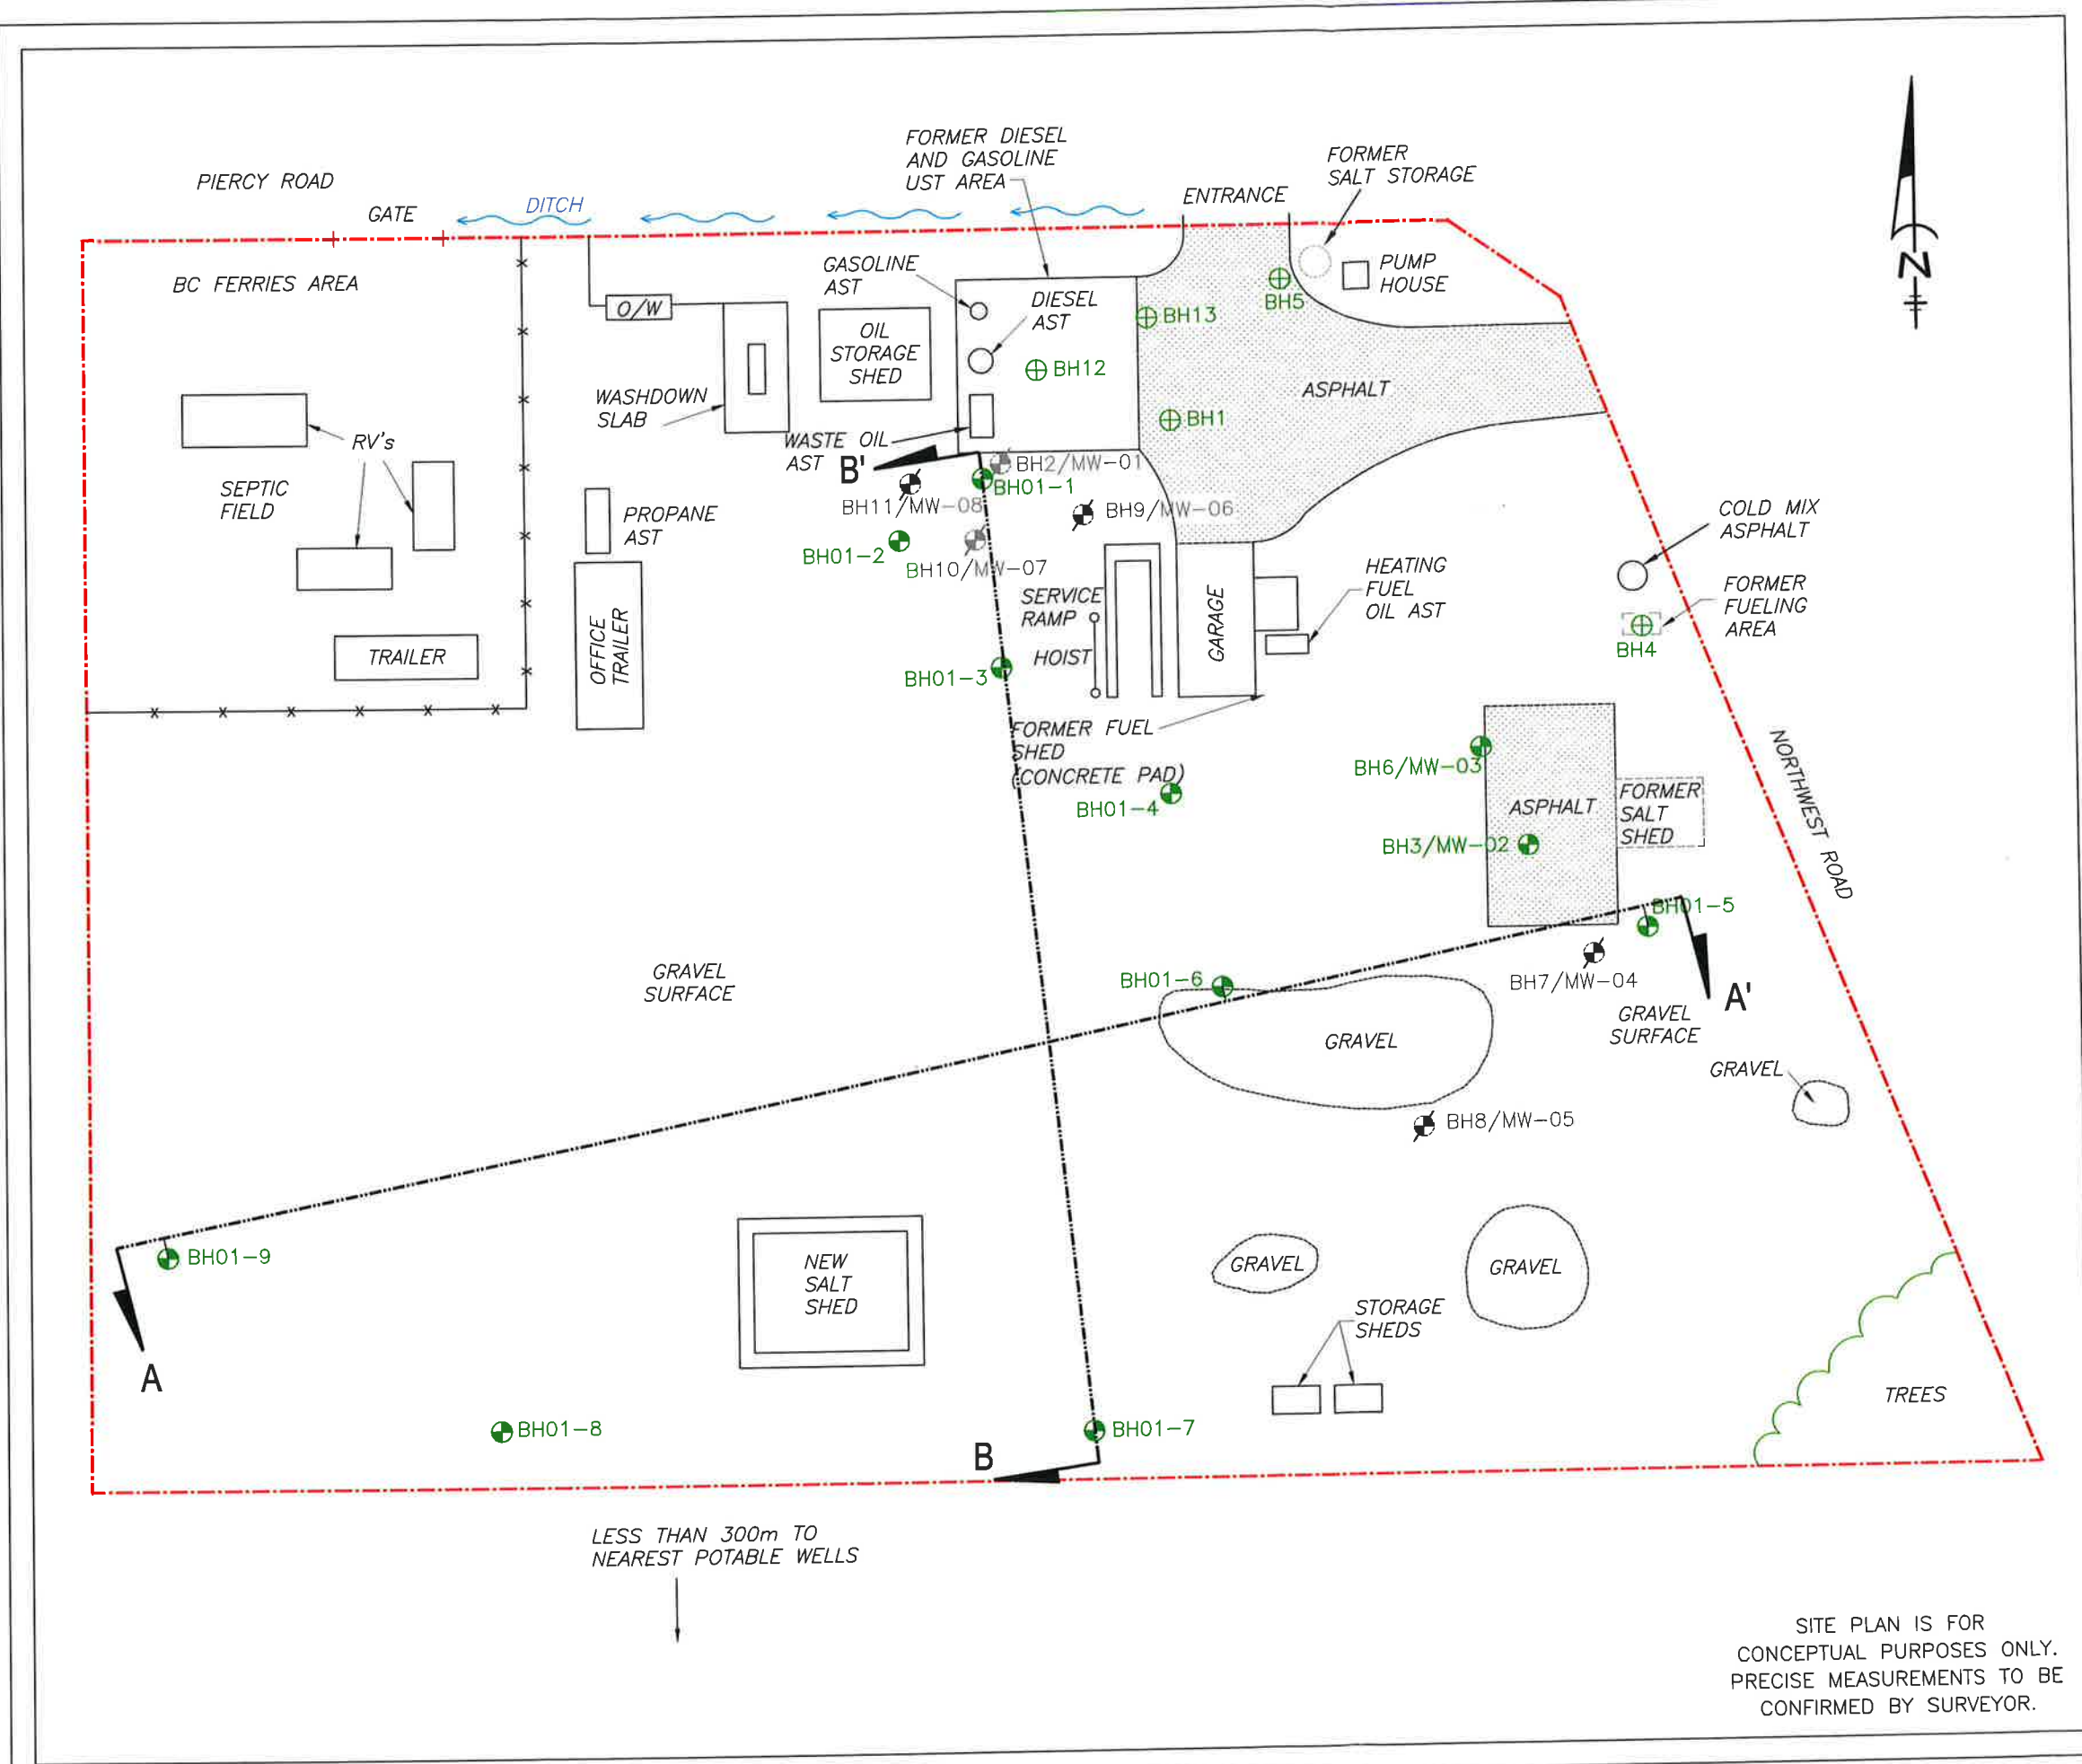 FORMER DIESEL
AND GASOLINE
UST AREA
FORMER
SALT STORAGE
PIERCY ROAD
GATE
DITCH
ENTRANCE
N
BC FERRIES AREA
GASOLINE
AST
PUMP
HOUSE
O/W
DIESEL
AST
BH5
BH13
OIL
STORAGE
SHED
BH12
ASPHALT
WASHDOWN
SLAB
BH1
RV's
WASTE OIL
AST
B'
BH2/MW-01
BH01-1
SEPTIC
FIELD
BH11/MW-08
BH9/MW-06
PROPANE
AST
COLD MIX
ASPHALT
BH01-2
BH10/MW-07
HEATING
FUEL
OIL AST
FORMER
FUELING
AREA
SERVICE
RAMP
GARAGE
BH4
TRAILER
OFFICE
TRAILER
HOIST
BH01-3
FORMER FUEL
SHED
(CONCRETE PAD)
BH6/MW-03
NORTHWEST ROAD
BH01-4
ASPHALT
FORMER
SALT
SHED
BH3/MW-02
BH01-5
GRAVEL
SURFACE
BH01-6
BH7/MW-04
A'
GRAVEL
SURFACE
GRAVEL
GRAVEL
BH8/MW-05
BH01-9
NEW
SALT
SHED
GRAVEL
GRAVEL
STORAGE
SHEDS
A
TREES
BH01-8
BH01-7
B
LESS THAN 300m TO
NEAREST POTABLE WELLS
SITE PLAN IS FOR
CONCEPTUAL PURPOSES ONLY.
PRECISE MEASUREMENTS TO BE
CONFIRMED BY SURVEYOR.